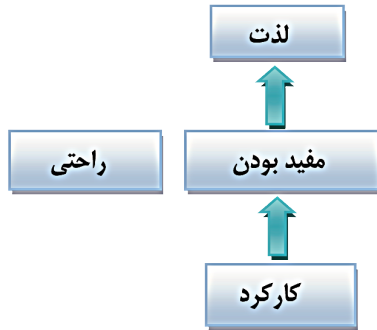 لذت
مفید بودن
راحتی
کارکرد